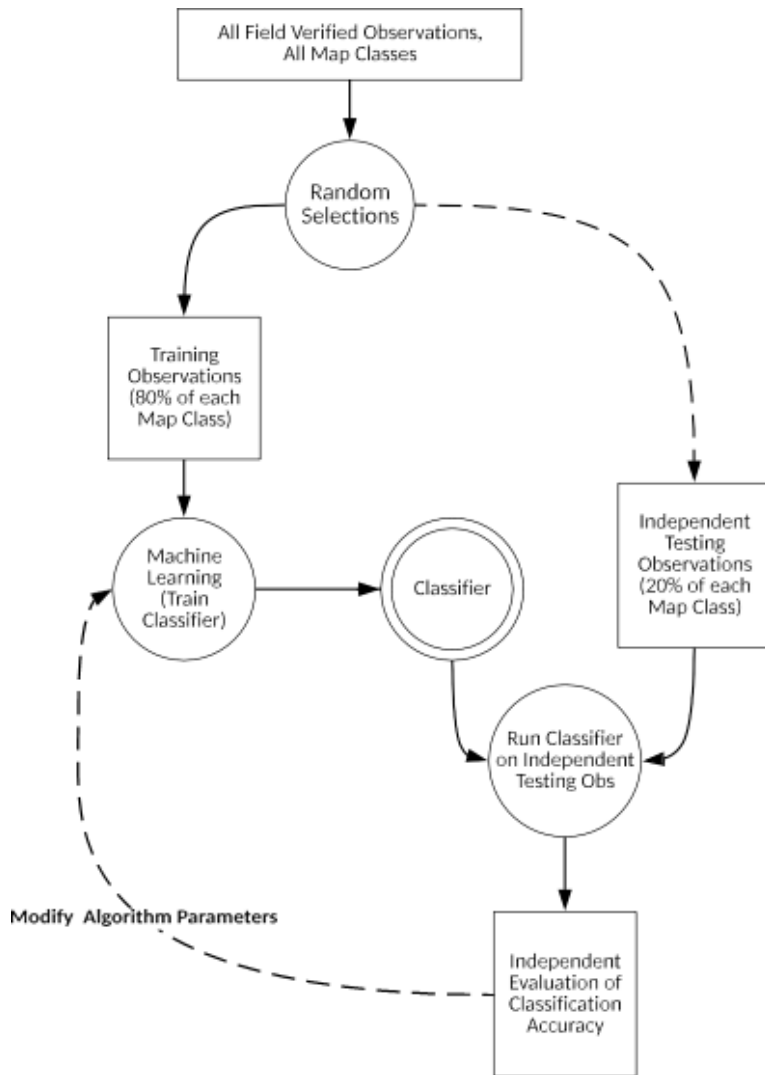 All Field Verified Observations,
All Map Classes
Random
Selections
Training
Observations
(80% of each
Map Class)
Independent
Testing
Observations
(20% of each
Map Class)
Machine
Learning
(Train
Classifier)
Classifier
Run Classifier
on Independent
Testing Obs
Modify Algorithm Parameters
Independent
Evaluation of
Classification
Accuracy